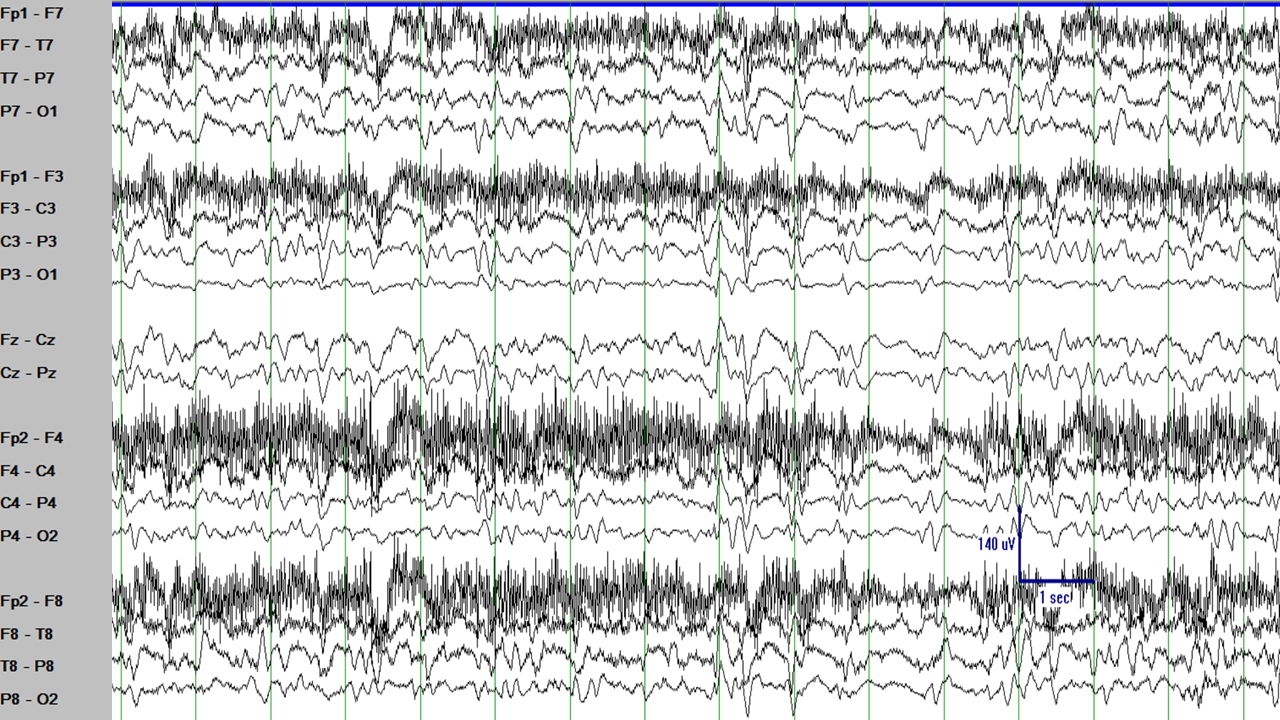 Fp1 - F7
F7 - T7
T7 - P7
P7 - O1
Fp1 - F3
F3 - C3
C3 - P3
P3 - O1
Fz - Cz
Cz - Pz
Fp2 - F4
F4 - C4
C4 - P4
P4 - O2
140 uV
1 sec
Fp2 - F8
F8 - T8
T8 - P8
P8 - O2